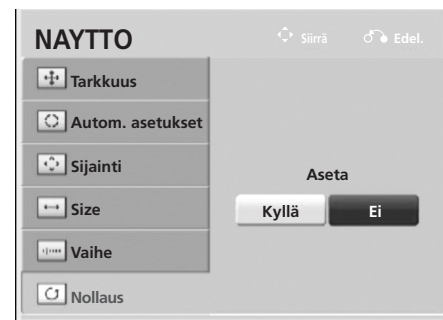 NAYTTO
Siirrä Edel.
Tarkkuus
Autom. asetukset
Sijainti
Size
Vaihe
Nollaus
Aseta
Kyllä Ei